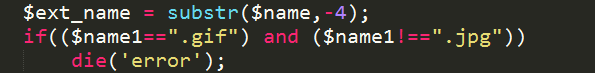 $ext_name = substr($name,-4);
if(($name1==".gif") and ($name1!==".jpg"))
die('error');